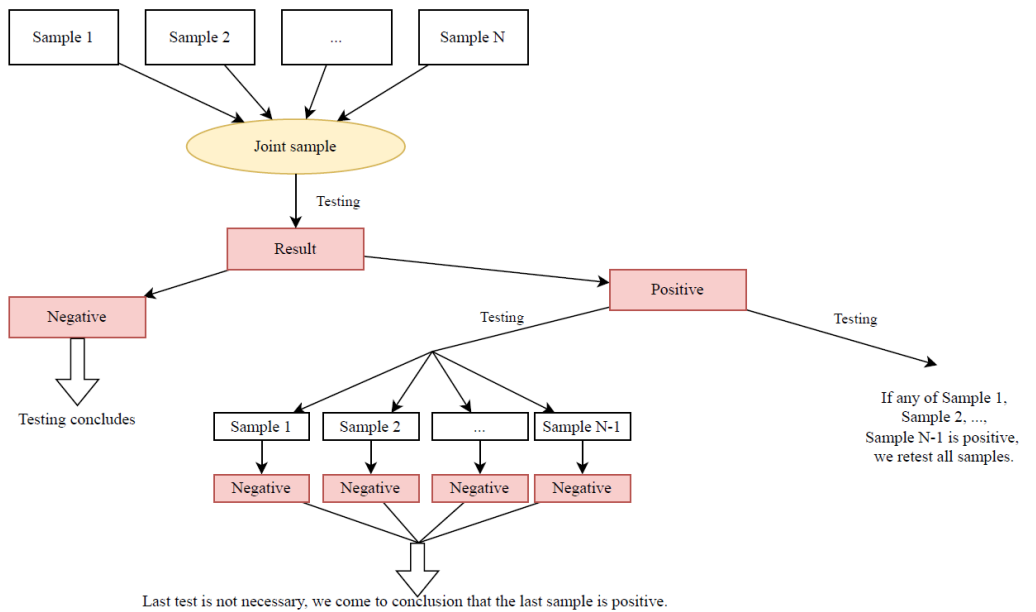 Sample 1
Sample 2
...
Sample N
Joint sample
Testing
Result
Negative
Positive
Testing
Testing
Testing concludes
If any of Sample 1,
Sample 2, ...,
Sample N-1 is positive,
we retest all samples.
Sample 1
Sample 2
...
Sample N-1
Negative
Negative
Negative
Negative
Last test is not necessary, we come to conclusion that the last sample is positive.